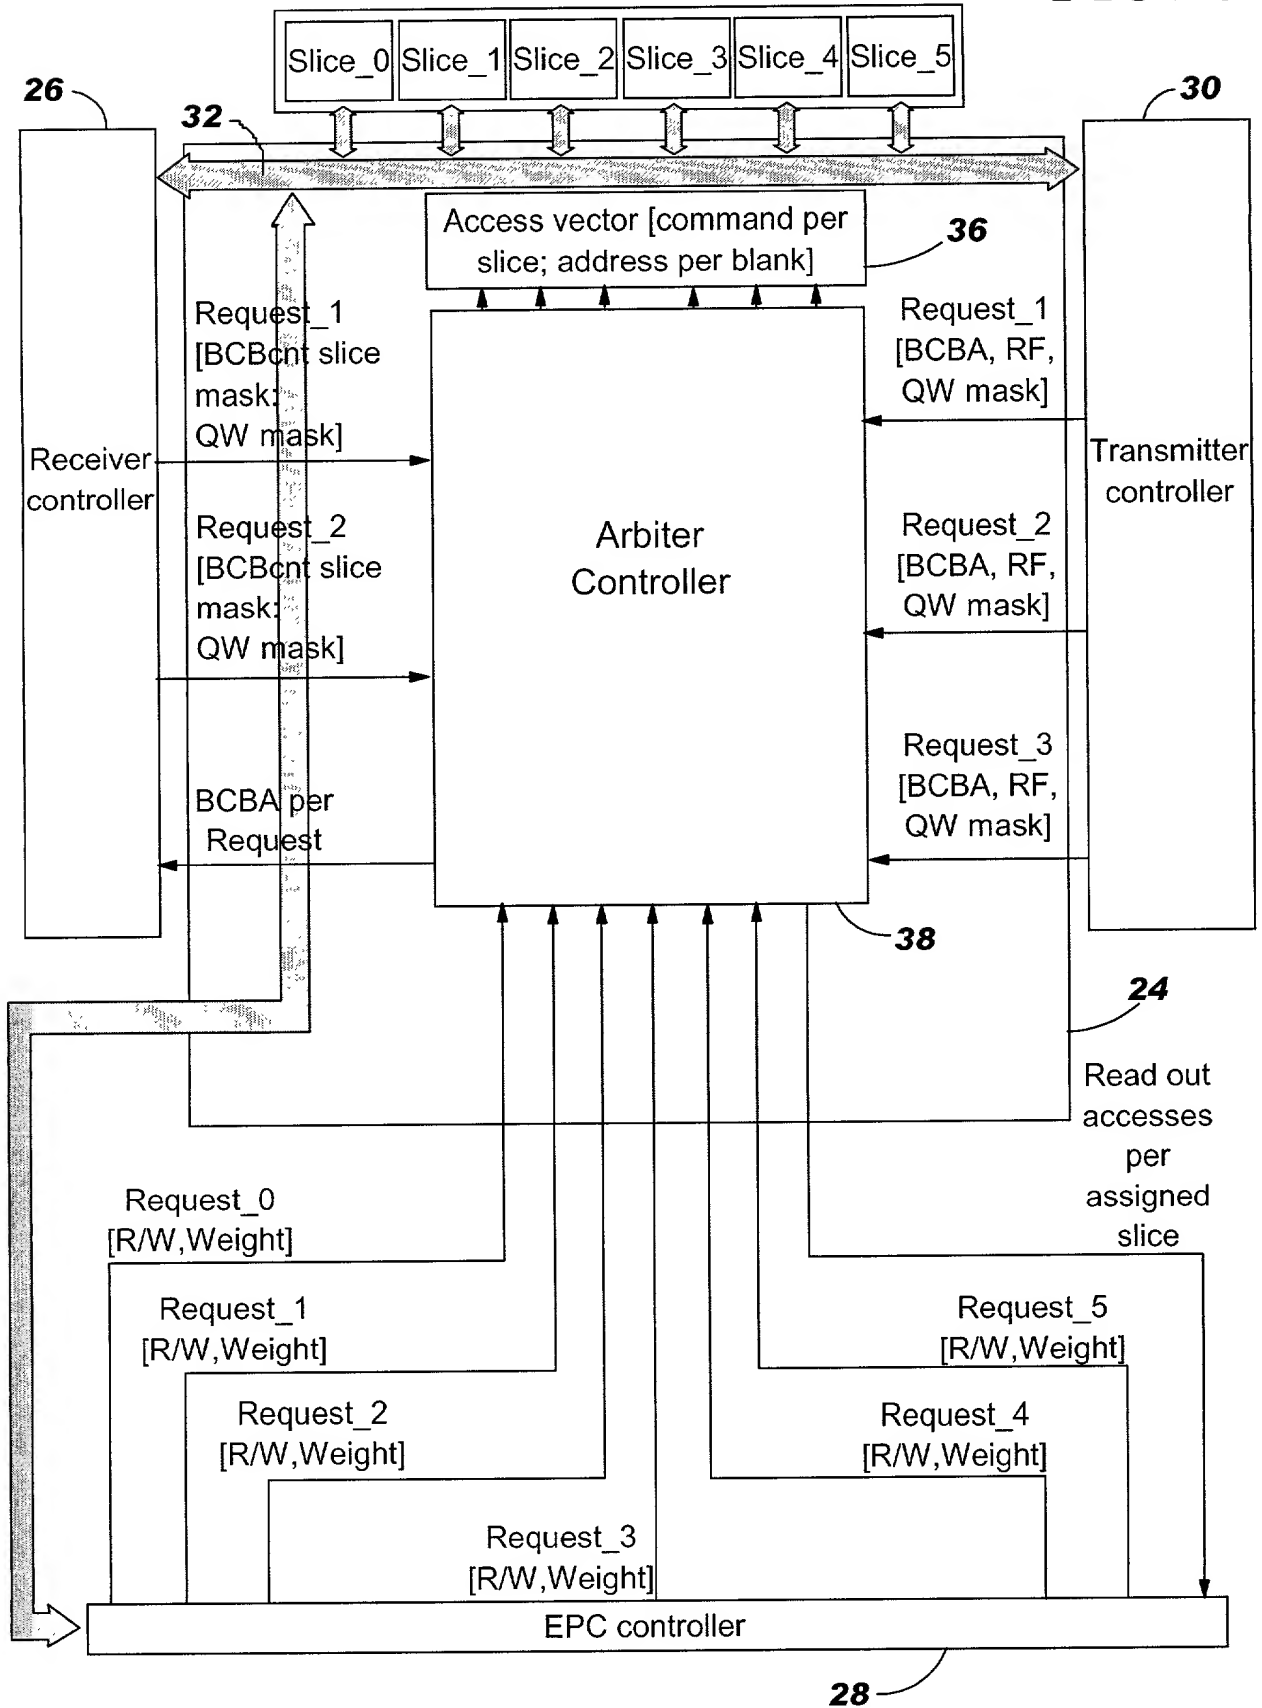 Slice_0 Slice_1 Slice_2 Slice_3 Slice_4 Slice_5
26
30
32
Access vector [command per
slice; address per blank]
36
Request_1
[BCBcnt slice
mask:
QW mask]
Request_1
[BCBA, RF,
QW mask]
Receiver
controller
Transmitter
controller
Arbiter
Controller
Request_2
[BCBcnt slice
mask:
QW mask]
Request_2
[BCBA, RF,
QW mask]
Request_3
[BCBA, RF,
QW mask]
BCBA per
Request
38
24
Read out
accesses
per
assigned
slice
Request_0
[R/W,Weight]
Request_1
[R/W,Weight]
Request_5
[R/W,Weight]
Request_2
[R/W,Weight]
Request_4
[R/W,Weight]
Request_3
[R/W,Weight]
EPC controller
28